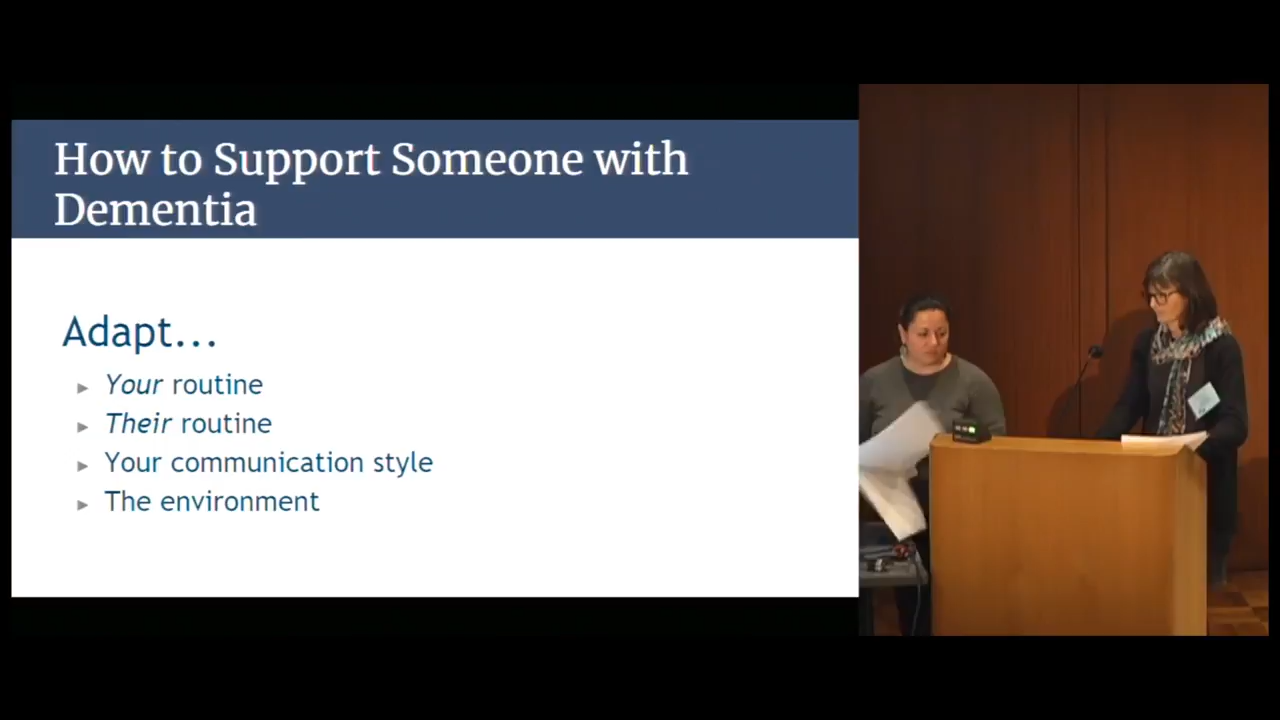 How to Support Someone with
Dementia
Adapt...
▸ Your routine
▸ Their routine
▸ Your communication style
▸ The environment